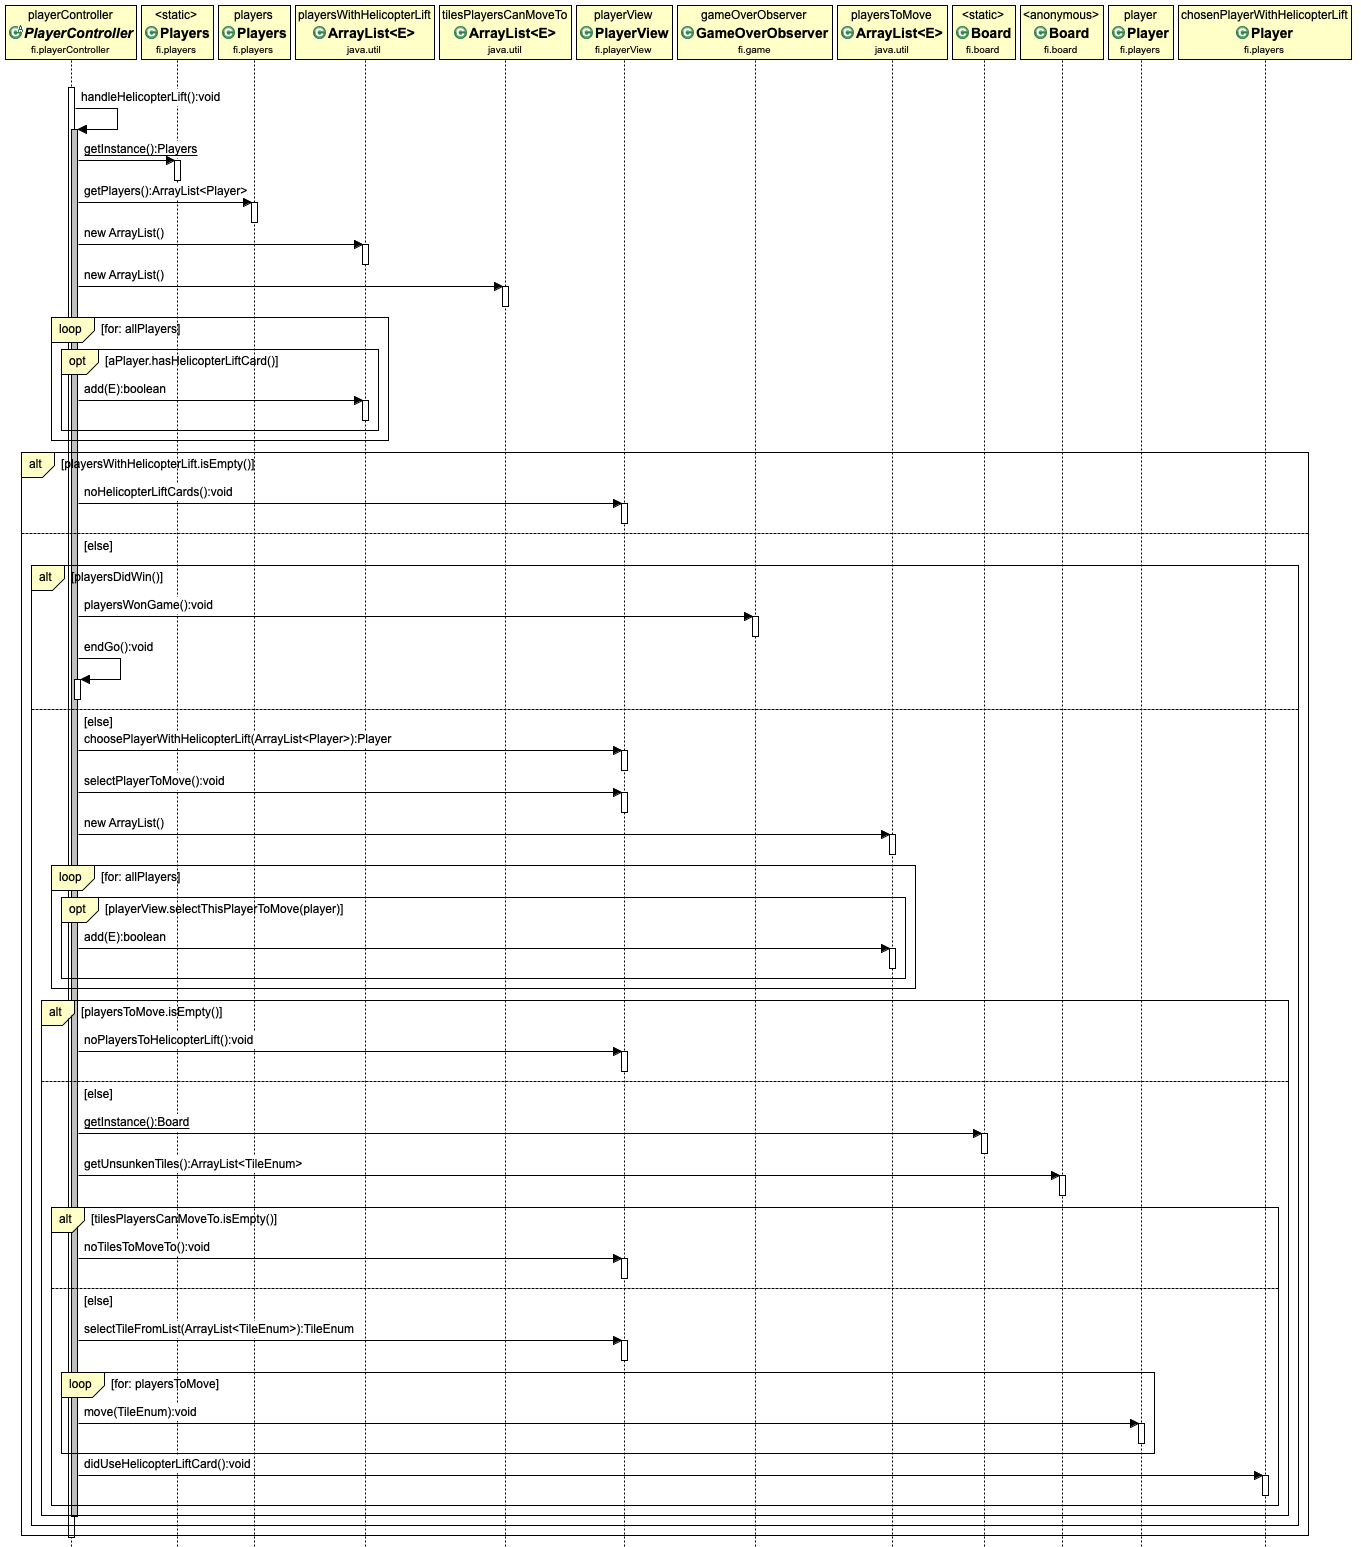 playerController
PlayerController
fi.playerController
<static>
Players
fi.players
players
Players
fi.players
playersWithHelicopterLift
ArrayList<E>
java.util
tilesPlayersCanMoveTo
ArrayList<E>
java.util
playerView
PlayerView
fi.playerView
gameOverObserver
GameOverObserver
fi.game
playersToMove
ArrayList<E>
java.util
<static>
Board
fi.board
<anonymous>
Board
fi.board
player
Player
fi.players
chosenPlayerWithHelicopterLift
Player
fi.players
handleHelicopterLift():void
getInstance():Players
getPlayers():ArrayList<Player>
new ArrayList()
new ArrayList()
loop [for: allPlayers]
opt [aPlayer.hasHelicopterLiftCard()]
add(E):boolean
alt [playersWithHelicopterLift.isEmpty()]
noHelicopterLiftCards():void
[else]
alt [playersDidWin()]
playersWonGame():void
endGo():void
[else]
choosePlayerWithHelicopterLift(ArrayList<Player>):Player
selectPlayerToMove():void
new ArrayList()
loop [for: allPlayers]
opt [playerView.selectThisPlayerToMove(player)]
add(E):boolean
alt [playersToMove.isEmpty()]
noPlayersToHelicopterLift():void
[else]
getInstance():Board
getUnsunkenTiles():ArrayList<TileEnum>
alt [tilesPlayersCanMoveTo.isEmpty()]
noTilesToMoveTo():void
[else]
selectTileFromList(ArrayList<TileEnum>):TileEnum
loop [for: playersToMove]
move(TileEnum):void
didUseHelicopterLiftCard():void